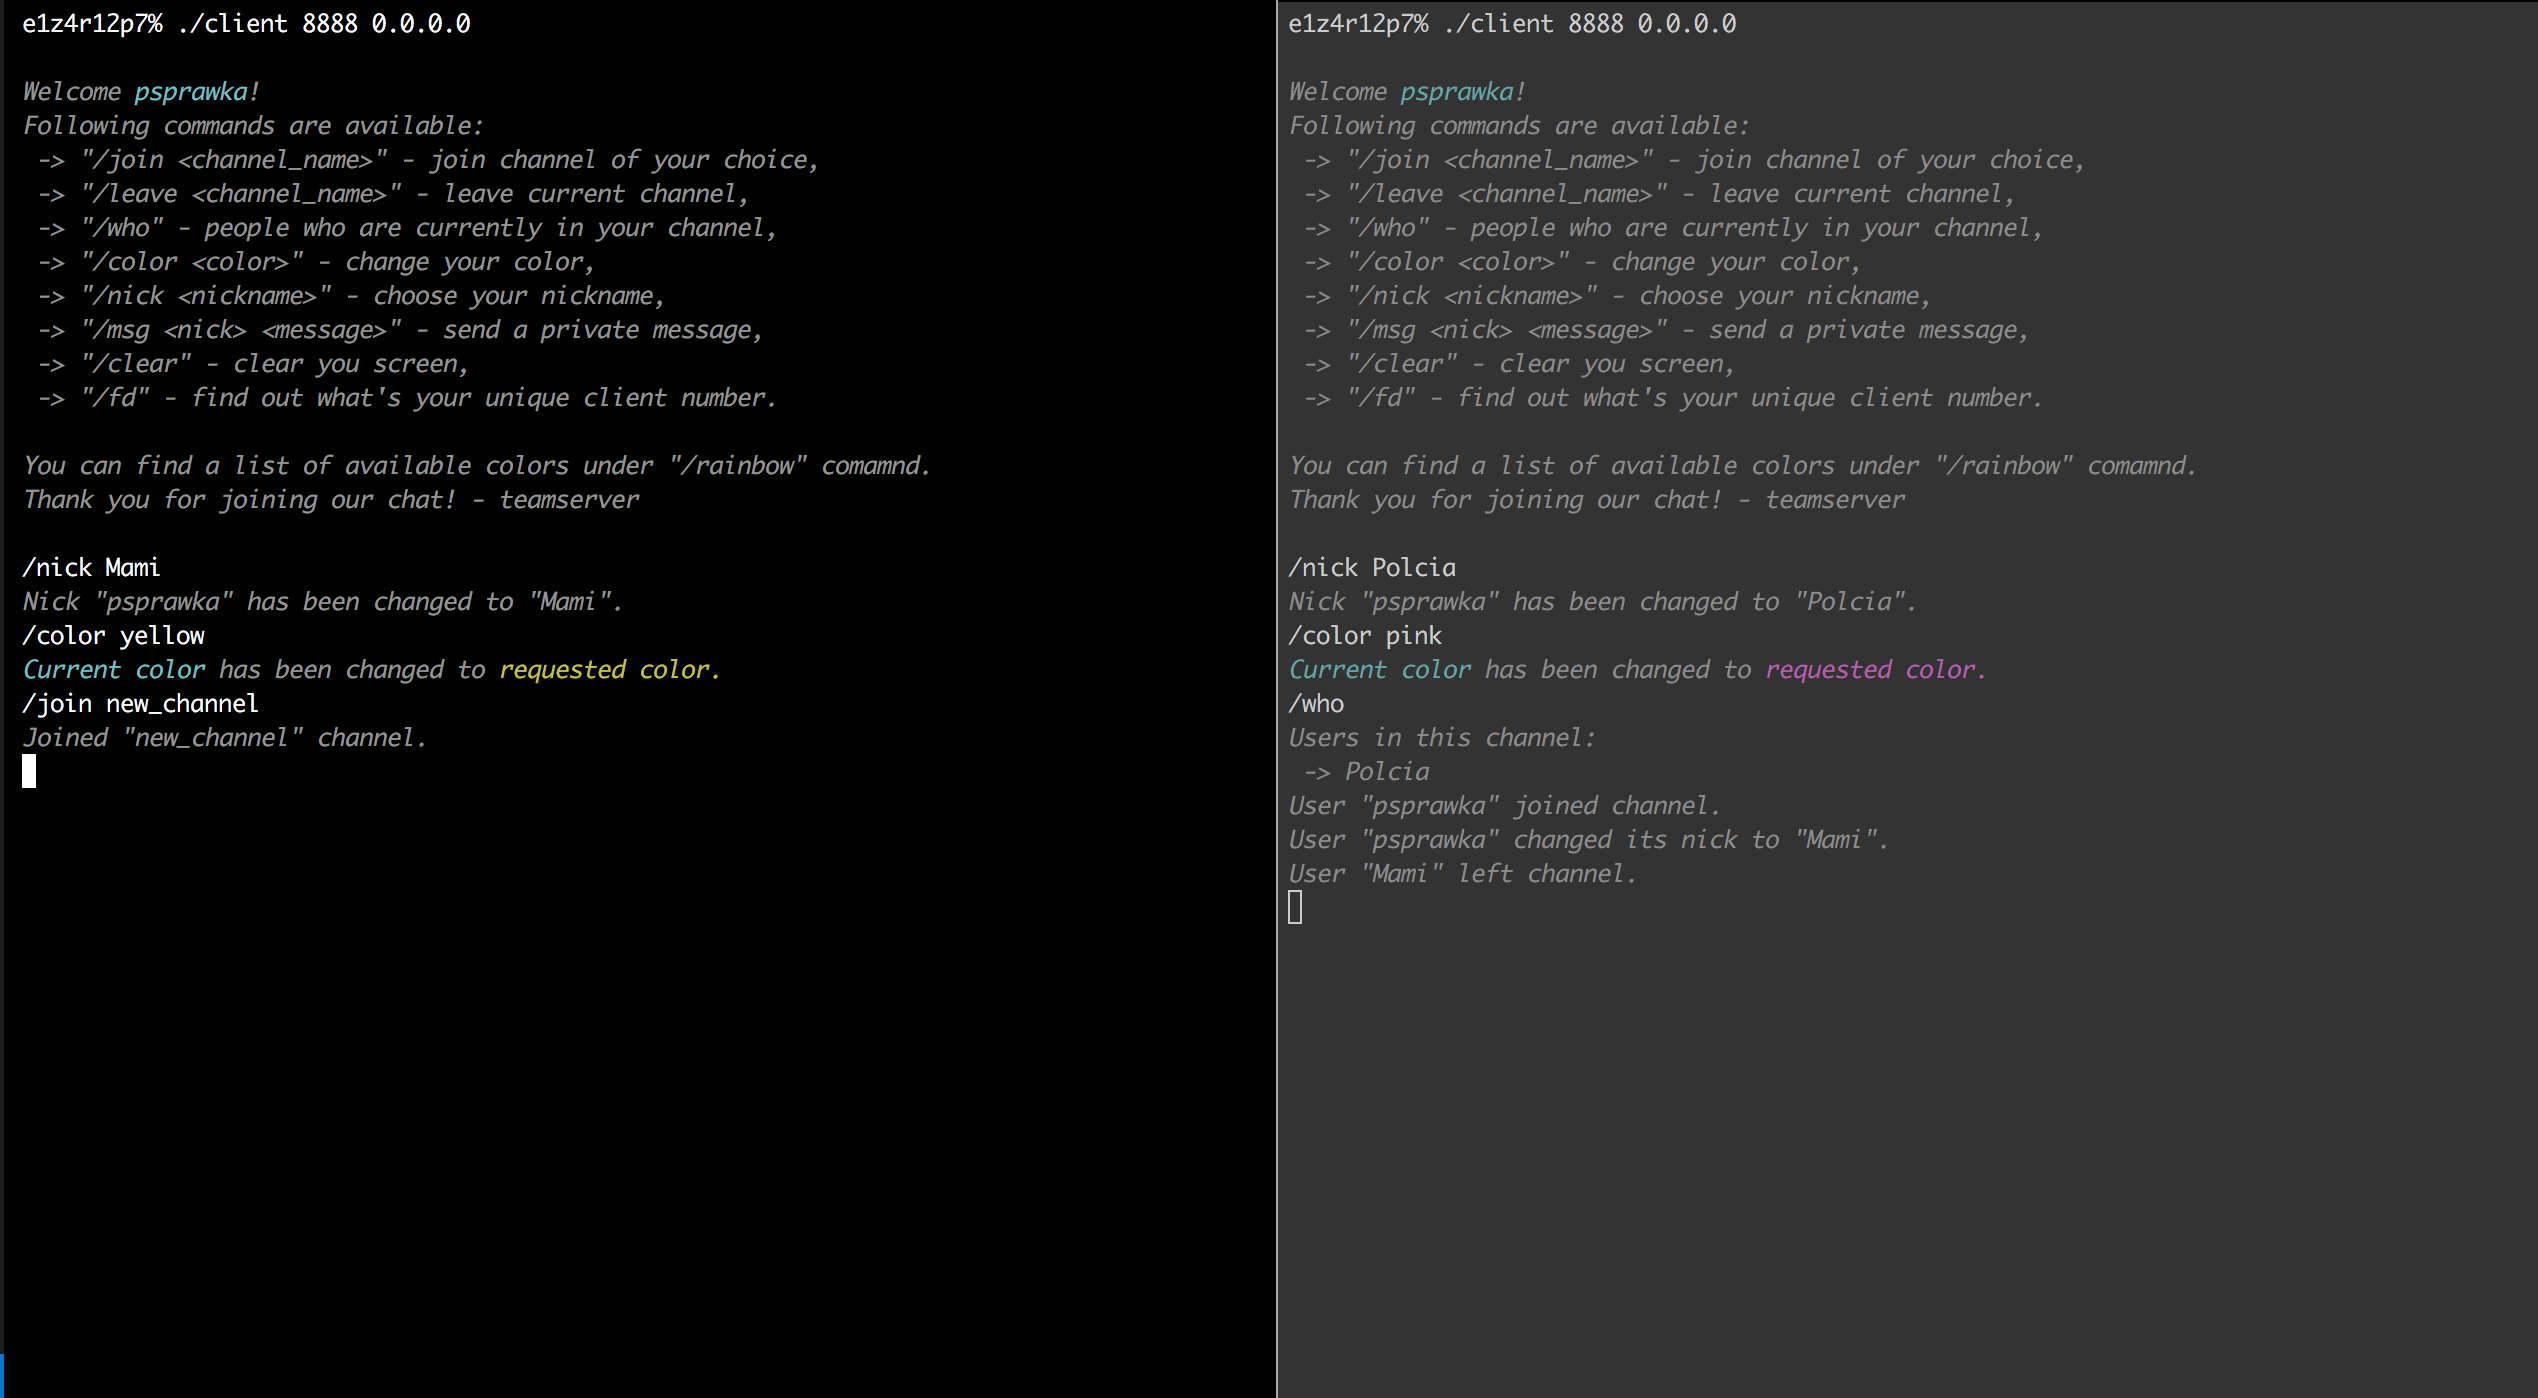 e1z4r12p7% ./client 8888 0.0.0.0
Welcome psprawka!
Following commands are available:
-> "/join <channel_name>" - join channel of your choice,
-> "/leave <channel_name>" - leave current channel,
-> "/who" - people who are currently in your channel,
-> "/color <color>" - change your color,
-> "/nick <nickname>" - choose your nickname,
-> "/msg <nick> <message>" - send a private message,
-> "/clear" - clear you screen,
-> "/fd" - find out what's your unique client number.
You can find a list of available colors under "/rainbow" comamnd.
Thank you for joining our chat! - teamserver
/nick Mami
Nick "psprawka" has been changed to "Mami".
/color yellow
Current color has been changed to requested color.
/join new_channel
Joined "new_channel" channel.
e1z4r12p7% ./client 8888 0.0.0.0
Welcome psprawka!
Following commands are available:
-> "/join <channel_name>" - join channel of your choice,
-> "/leave <channel_name>" - leave current channel,
-> "/who" - people who are currently in your channel,
-> "/color <color>" - change your color,
-> "/nick <nickname>" - choose your nickname,
-> "/msg <nick> <message>" - send a private message,
-> "/clear" - clear you screen,
-> "/fd" - find out what's your unique client number.
You can find a list of available colors under "/rainbow" comamnd.
Thank you for joining our chat! - teamserver
/nick Polcia
Nick "psprawka" has been changed to "Polcia".
/color pink
Current color has been changed to requested color.
/who
Users in this channel:
-> Polcia
User "psprawka" joined channel.
User "psprawka" changed its nick to "Mami".
User "Mami" left channel.